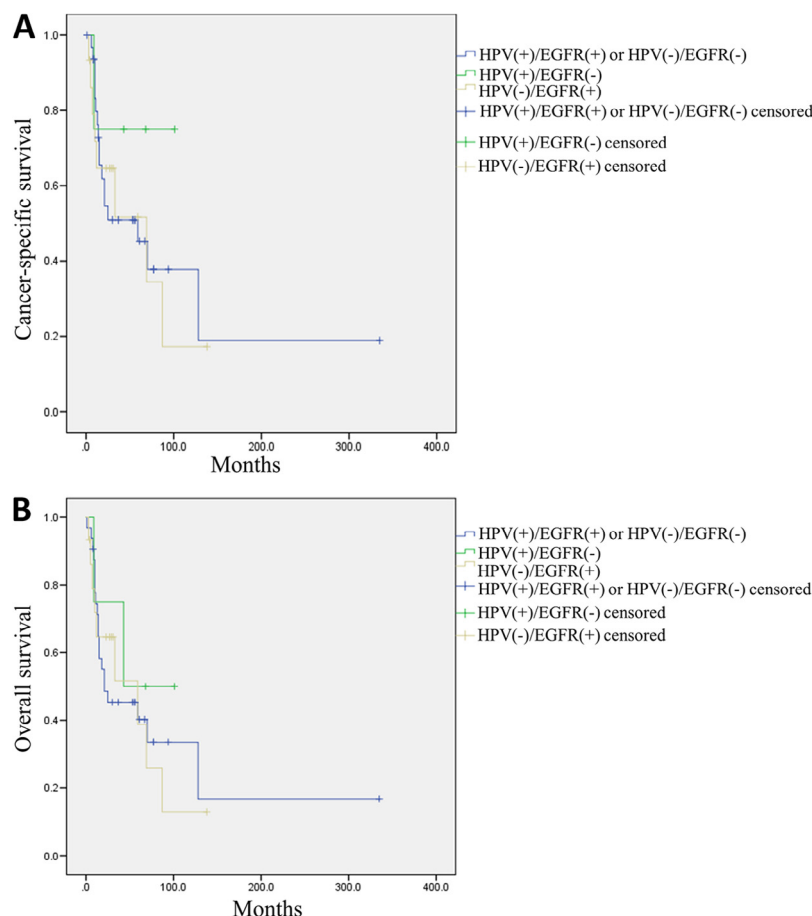 A
1.0
0.8
0.6
0.4
0.2
0.0
Cancer-specific survival
.0 100.0 200.0 300.0 400.0
Months
HPV(+)/EGFR(+) or HPV(-)/EGFR(-)
HPV(+)/EGFR(-)
HPV(-)/EGFR(+)
HPV(+)/EGFR(+) or HPV(-)/EGFR(-) censored
HPV(+)/EGFR(-) censored
HPV(-)/EGFR(+) censored
B
1.0
0.8
0.6
0.4
0.2
0.0
Overall survival
.0 100.0 200.0 300.0 400.0
Months
HPV(+)/EGFR(+) or HPV(-)/EGFR(-)
HPV(+)/EGFR(-)
HPV(-)/EGFR(+)
HPV(+)/EGFR(+) or HPV(-)/EGFR(-) censored
HPV(+)/EGFR(-) censored
HPV(-)/EGFR(+) censored